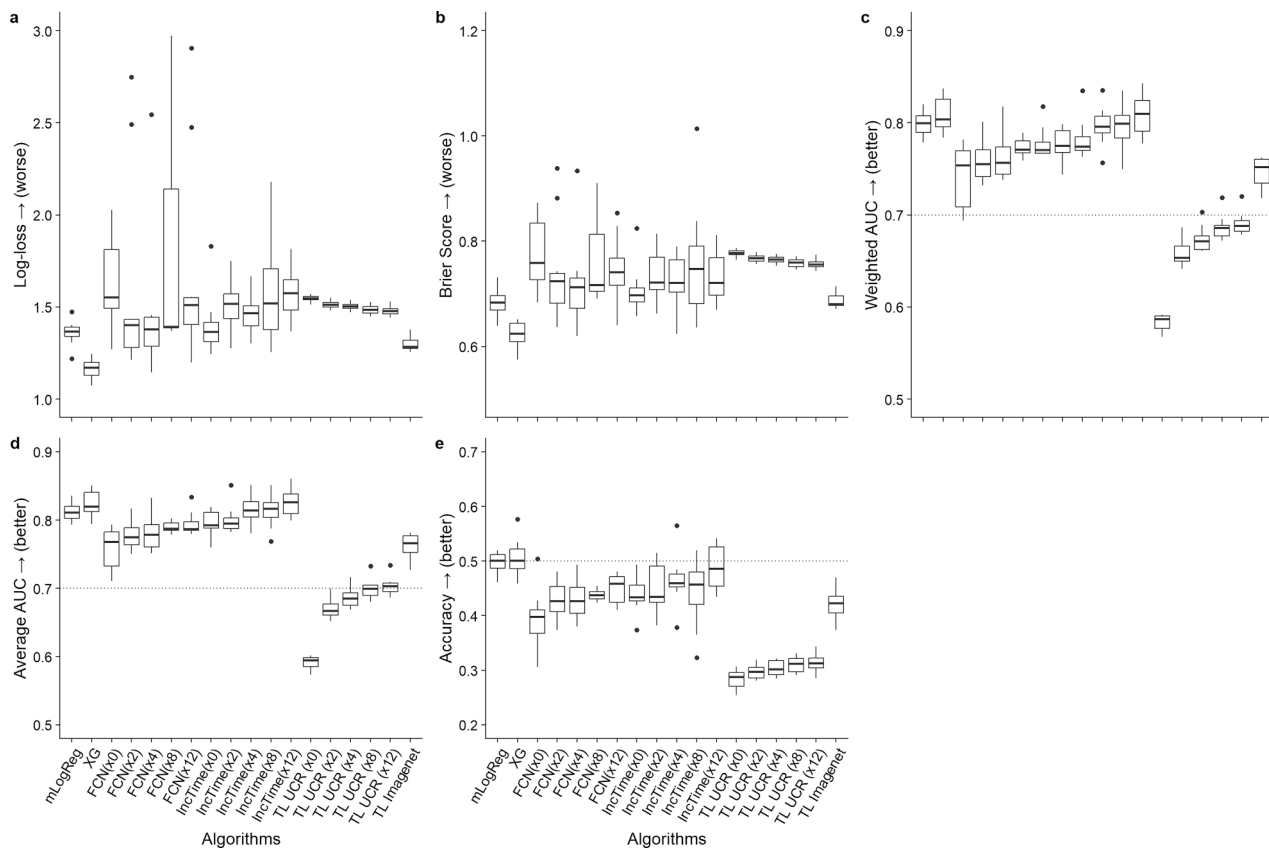 a
3.0
2.5
2.0
1.5
1.0
Log-loss → (worse)
b
1.2
1.0
0.8
0.6
Brier Score → (worse)
c
0.9
0.8
0.7
0.6
0.5
Weighted AUC → (better)
d
0.9
0.8
0.7
0.6
0.5
Average AUC → (better)
mLogReg
XG
FCN(x0)
FCN(x2)
FCN(x4)
FCN(x8)
FCN(x12)
IncTime(x0)
IncTime(x2)
IncTime(x4)
IncTime(x8)
IncTime(x12)
TL UCR (x0)
TL UCR (x2)
TL UCR (x4)
TL UCR (x8)
TL UCR (x12)
TL Imagenet
Algorithms
e
0.7
0.6
0.5
0.4
0.3
0.2
Accuracy → (better)
mLogReg
XG
FCN(x0)
FCN(x2)
FCN(x4)
FCN(x8)
FCN(x12)
IncTime(x0)
IncTime(x2)
IncTime(x4)
IncTime(x8)
IncTime(x12)
TL UCR (x0)
TL UCR (x2)
TL UCR (x4)
TL UCR (x8)
TL UCR (x12)
TL Imagenet
Algorithms